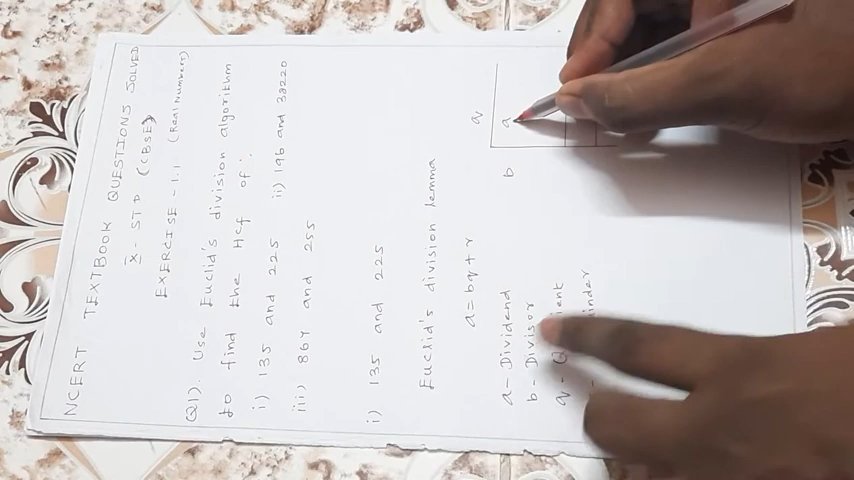 NCERT TEXTBOOK QUESTIONS SOLVED
X - STD (CBSE)
EXERCISE - 1.1 (Real Numbers)
Q1). Use Euclid's division algorithm
to find the HCF of:
i) 135 and 225 ii) 196 and 38220
iii) 867 and 255
i) 135 and 225
Euclid's division lemma
a = bq + r
a - Dividend
b - Divisor
q -
q
b a